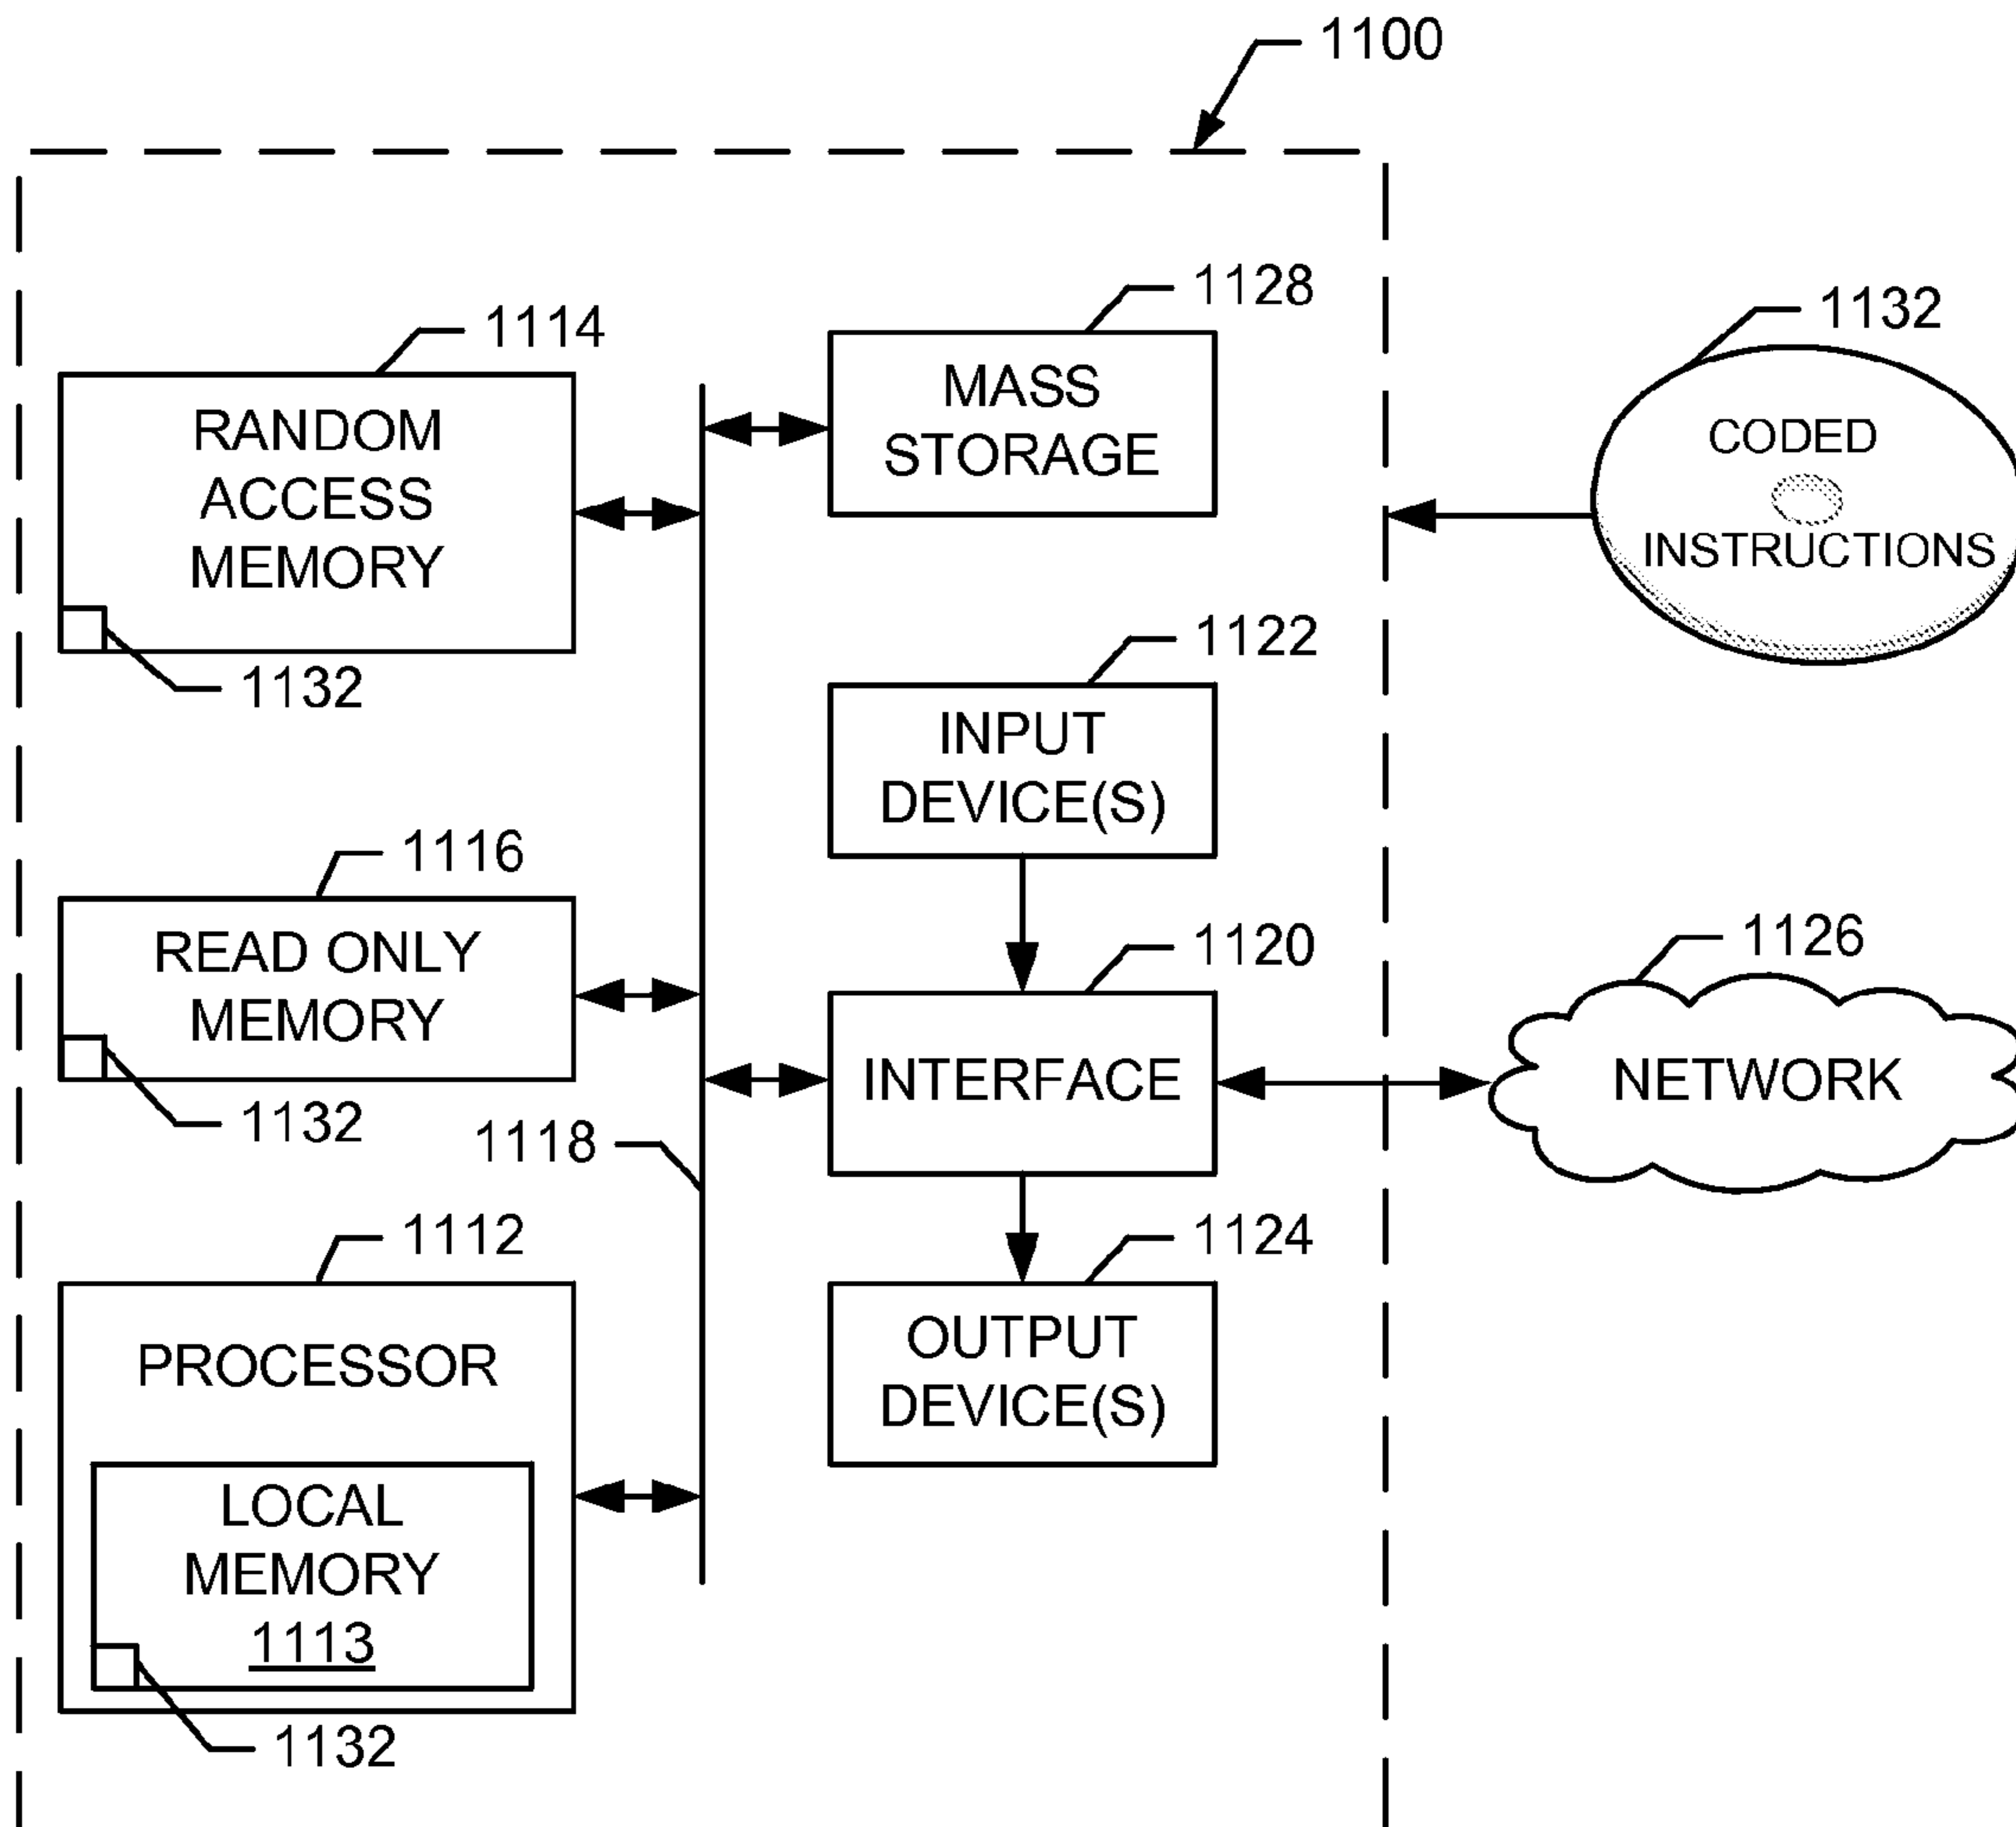 1100
1128
1114
1132
MASS
STORAGE
RANDOM
ACCESS
MEMORY
CODED
INSTRUCTIONS
1132
1122
INPUT
DEVICE(S)
1116
READ ONLY
MEMORY
1120
1126
INTERFACE
NETWORK
1132
1118
1112
1124
PROCESSOR
OUTPUT
DEVICE(S)
LOCAL
MEMORY
1113
1132